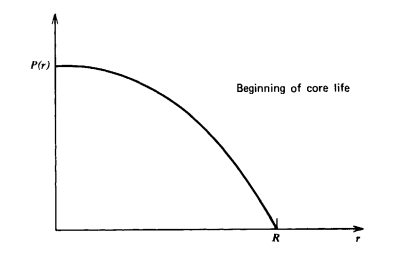 P(r)
Beginning of core life
R
r